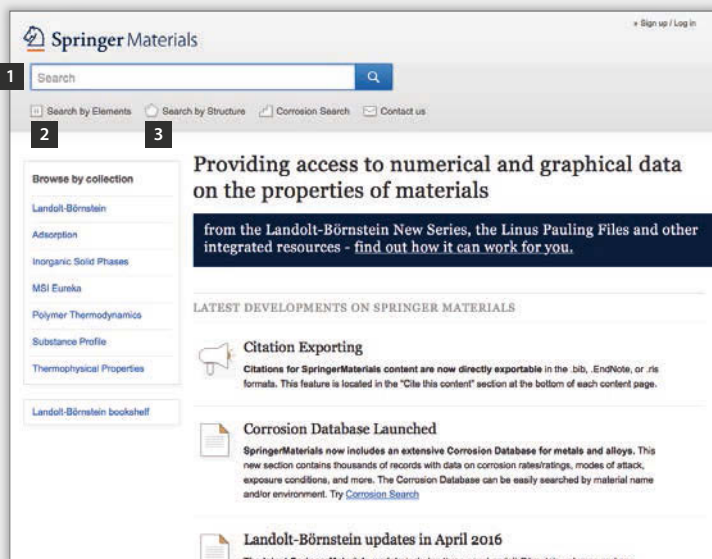 » Sign up / Log in
Springer Materials
1
Search
Search by Elements
Search by Structure
Corrosion Search
Contact us
2
3
Browse by collection
Landolt-Börnstein
Adsorption
Inorganic Solid Phases
MSI Eureka
Polymer Thermodynamics
Substance Profile
Thermophysical Properties
Landolt-Börnstein bookshelf
Providing access to numerical and graphical data
on the properties of materials
from the Landolt-Börnstein New Series, the Linus Pauling Files and other
integrated resources - find out how it can work for you.
LATEST DEVELOPMENTS ON SPRINGER MATERIALS
Citation Exporting
Citations for SpringerMaterials content are now directly exportable in the .bib, .EndNote, or .ris
formats. This feature is located in the "Cite this content" section at the bottom of each content page.
Corrosion Database Launched
SpringerMaterials now includes an extensive Corrosion Database for metals and alloys. This
new section contains thousands of records with data on corrosion rates/ratings, modes of attack,
exposure conditions, and more. The Corrosion Database can be easily searched by material name
and/or environment. Try Corrosion Search
Landolt-Börnstein updates in April 2016